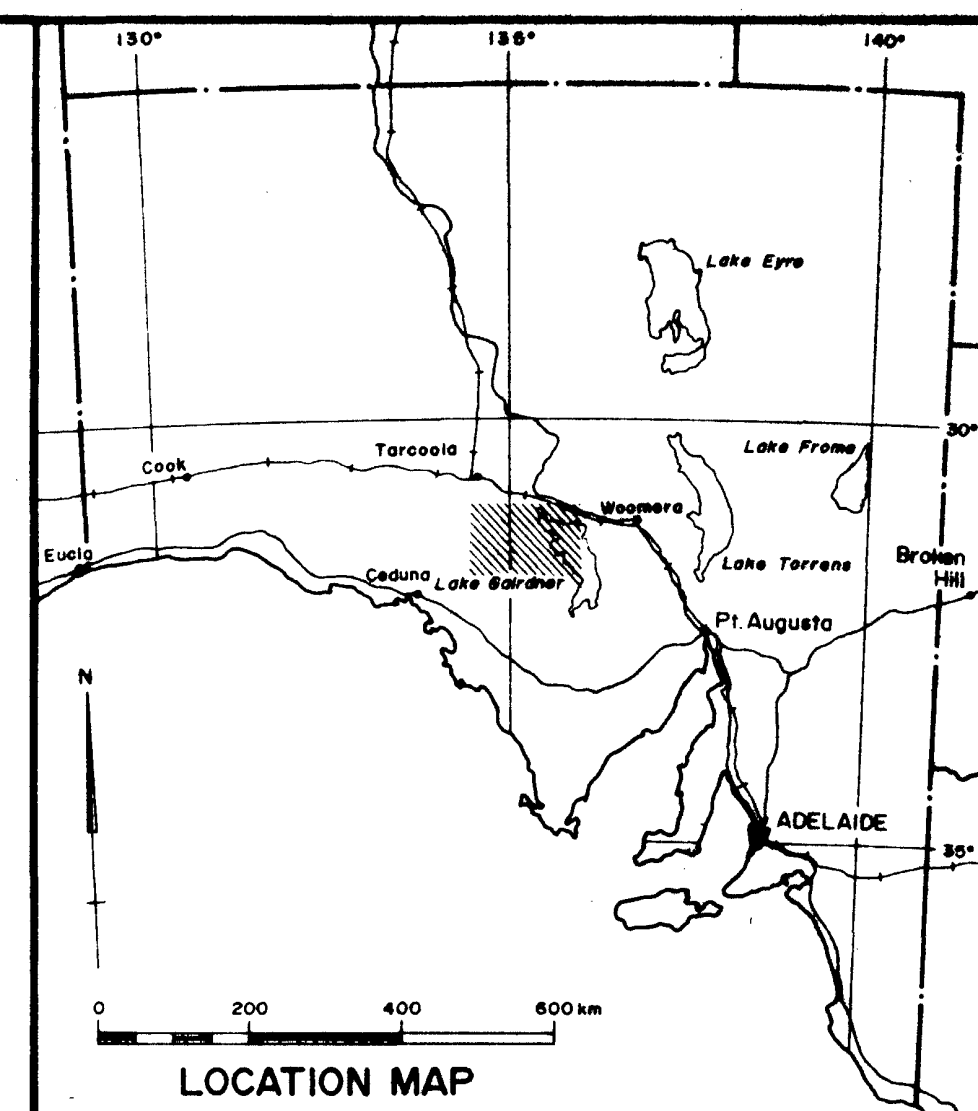 130°
135°
140°
Lake Eyre
30°
Lake Frome
Tarcoola
Cook
Woomera
Lake Torrens
Eucla
Broken
Hill
Ceduna
Lake Gairdner
Pt. Augusta
N
ADELAIDE
35°
0 200 400 600 km
LOCATION MAP